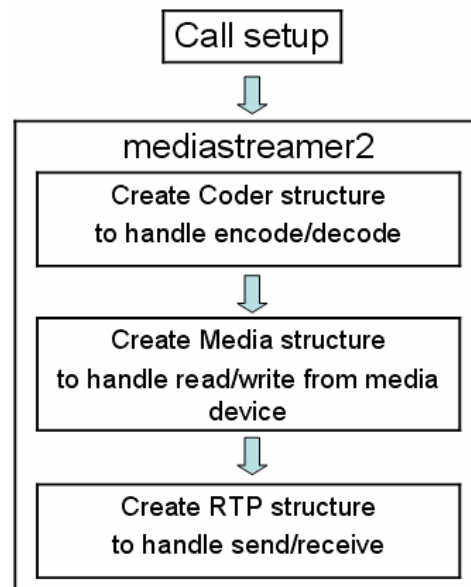 Call setup
mediastreamer2
Create Coder structure
to handle encode/decode
Create Media structure
to handle read/write from media
device
Create RTP structure
to handle send/receive